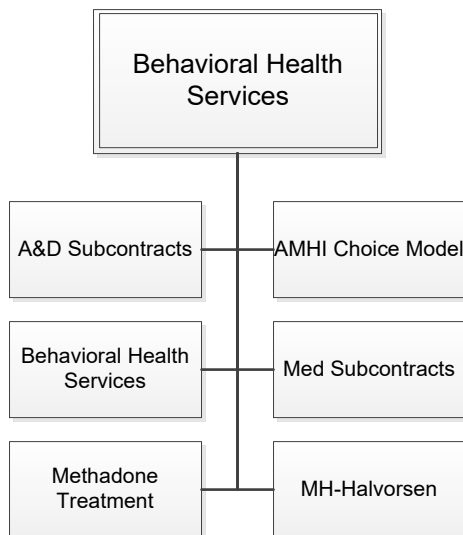 Behavioral Health
Services
A&D Subcontracts
AMHI Choice Model
Behavioral Health
Services
Med Subcontracts
Methadone
Treatment
MH-Halvorsen